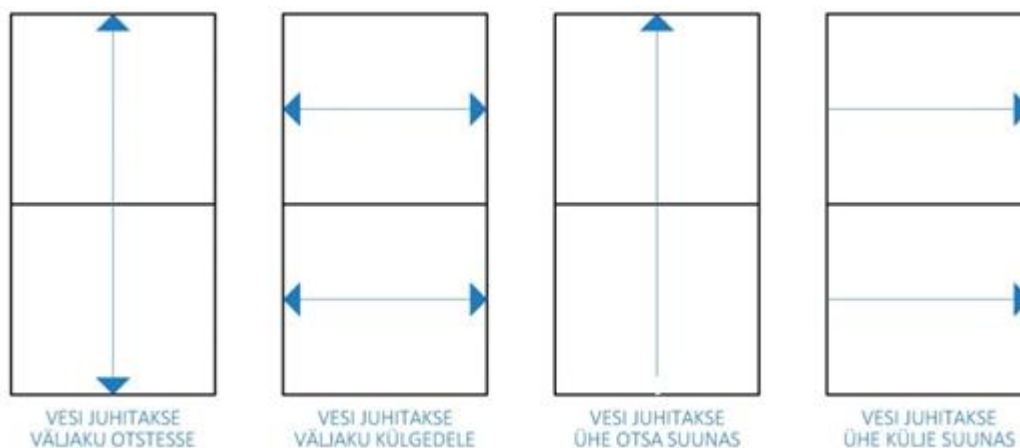 VESI JUHITAKSE
VÄLJAKU OTSTESSE
VESI JUHITAKSE
VÄLJAKU KÜLGEDELE
VESI JUHITAKSE
ÜHE OTSA SUUNAS
VESI JUHITAKSE
ÜHE KÜLJE SUUNAS